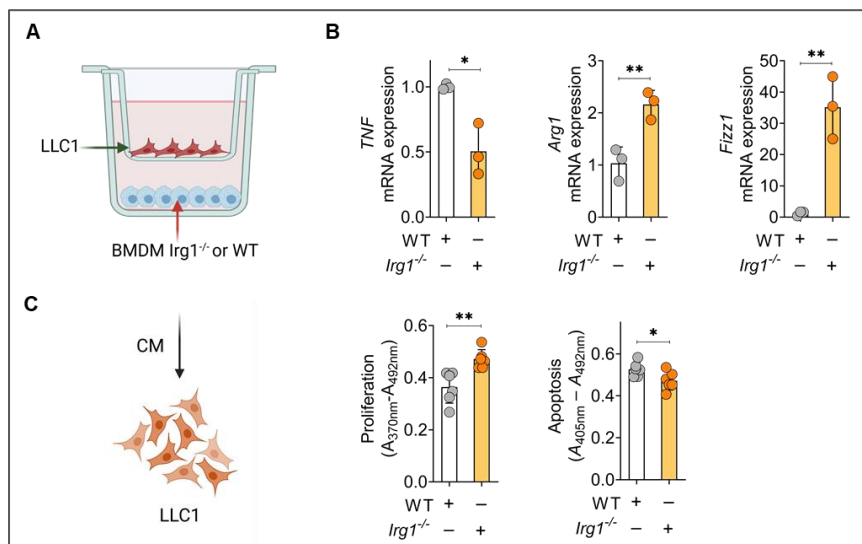 A
LLC1
BMDM Irg1⁻/⁻ or WT
B
TNF
mRNA expression
1.0
0.5
0.0
*
WT + –
Irg1⁻/⁻ – +
Arg1
mRNA expression
3
2
1
0
**
WT + –
Irg1⁻/⁻ – +
Fizz1
mRNA expression
50
40
30
20
10
0
**
WT + –
Irg1⁻/⁻ – +
C
CM
LLC1
Proliferation
(A370nm-A492nm)
0.6
0.4
0.2
0.0
**
WT + –
Irg1⁻/⁻ – +
Apoptosis
(A405nm – A492nm)
0.6
0.4
0.2
0.0
*
WT + –
Irg1⁻/⁻ – +